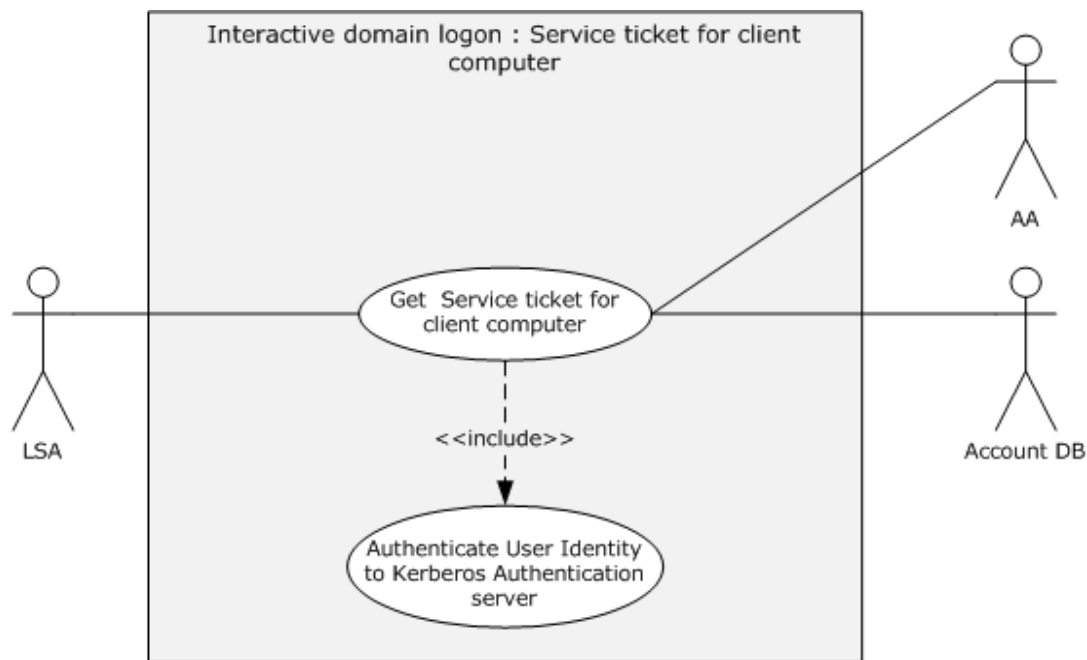 Interactive domain logon : Service ticket for client
computer
AA
Get  Service ticket for
client computer
LSA
Account DB
<<include>>
Authenticate User Identity
to Kerberos Authentication
server